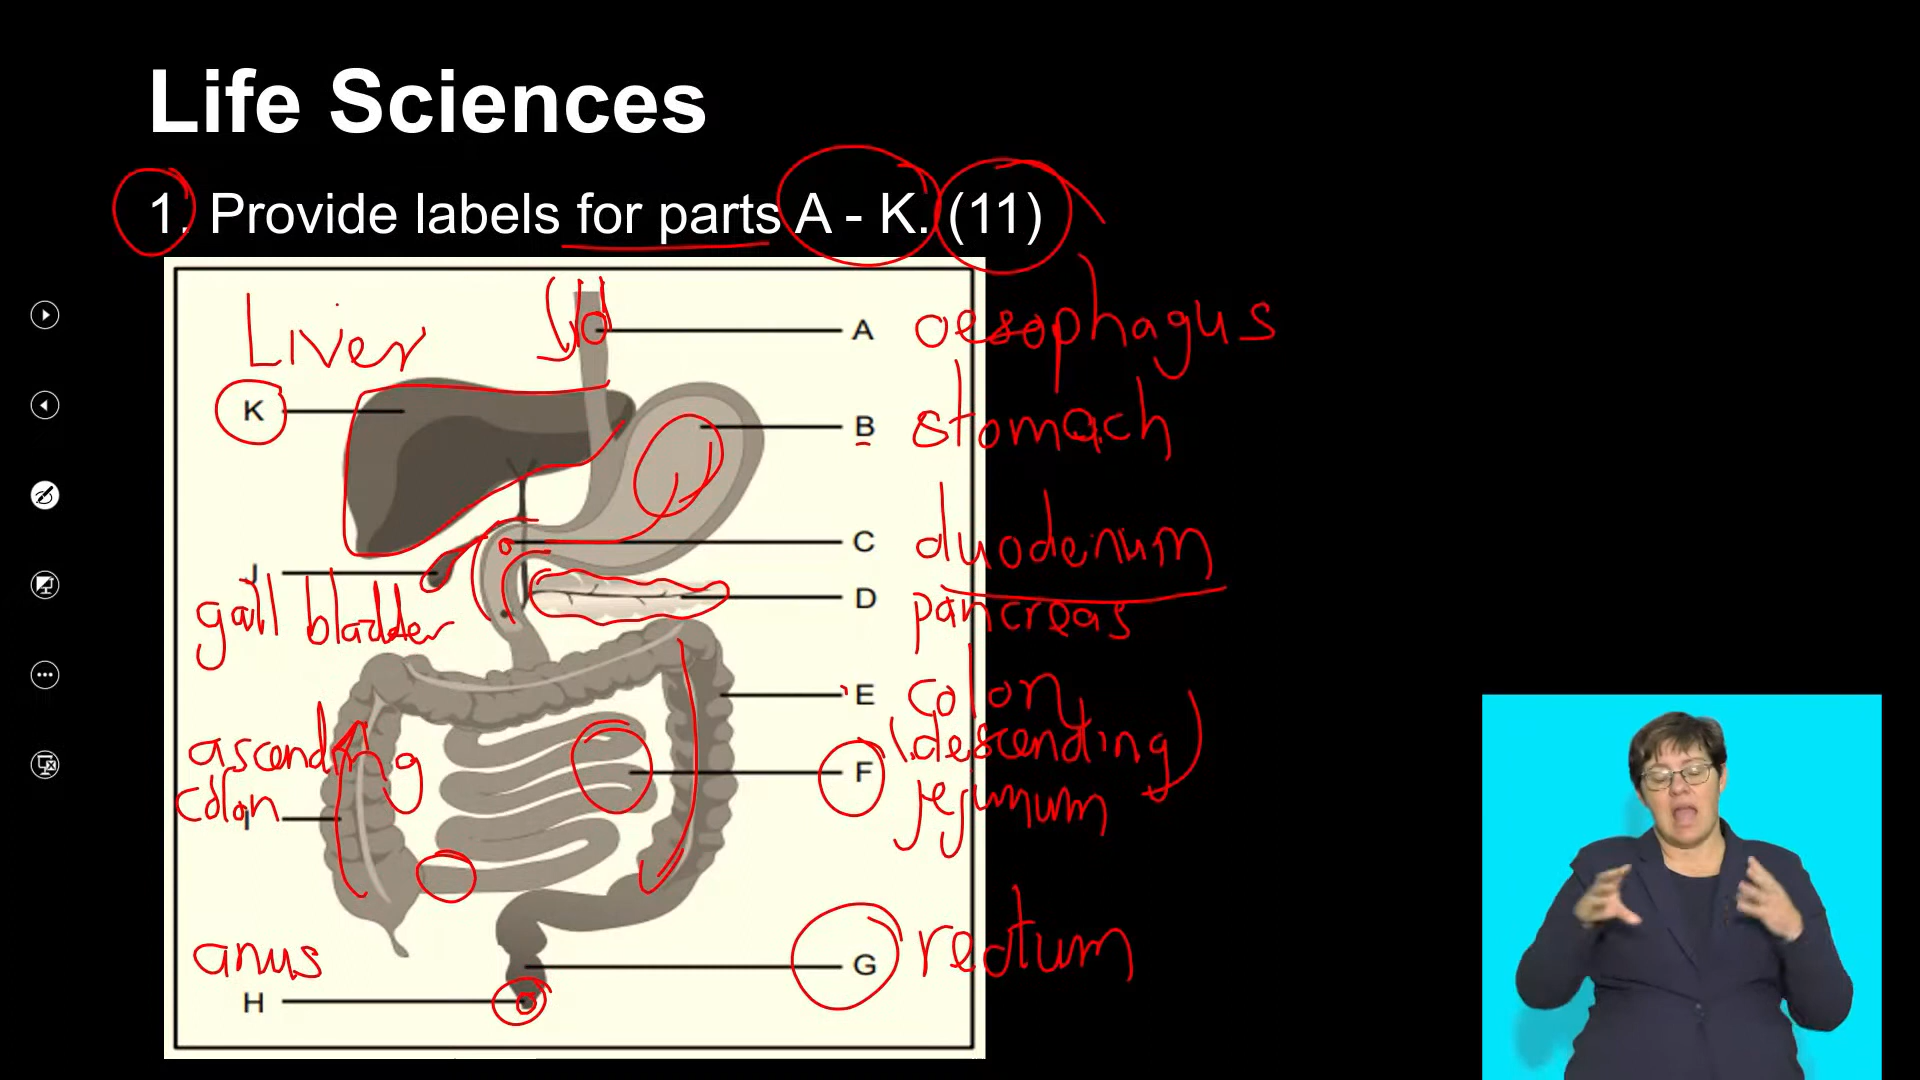 Life Sciences
1. Provide labels for parts A - K. (11)
Liver
A oesophagus
K
B stomach
C duodenum
J
gall bladder
D pancreas
E colon
(descending)
ascending
F jejunum
colon
I
anus
G rectum
H